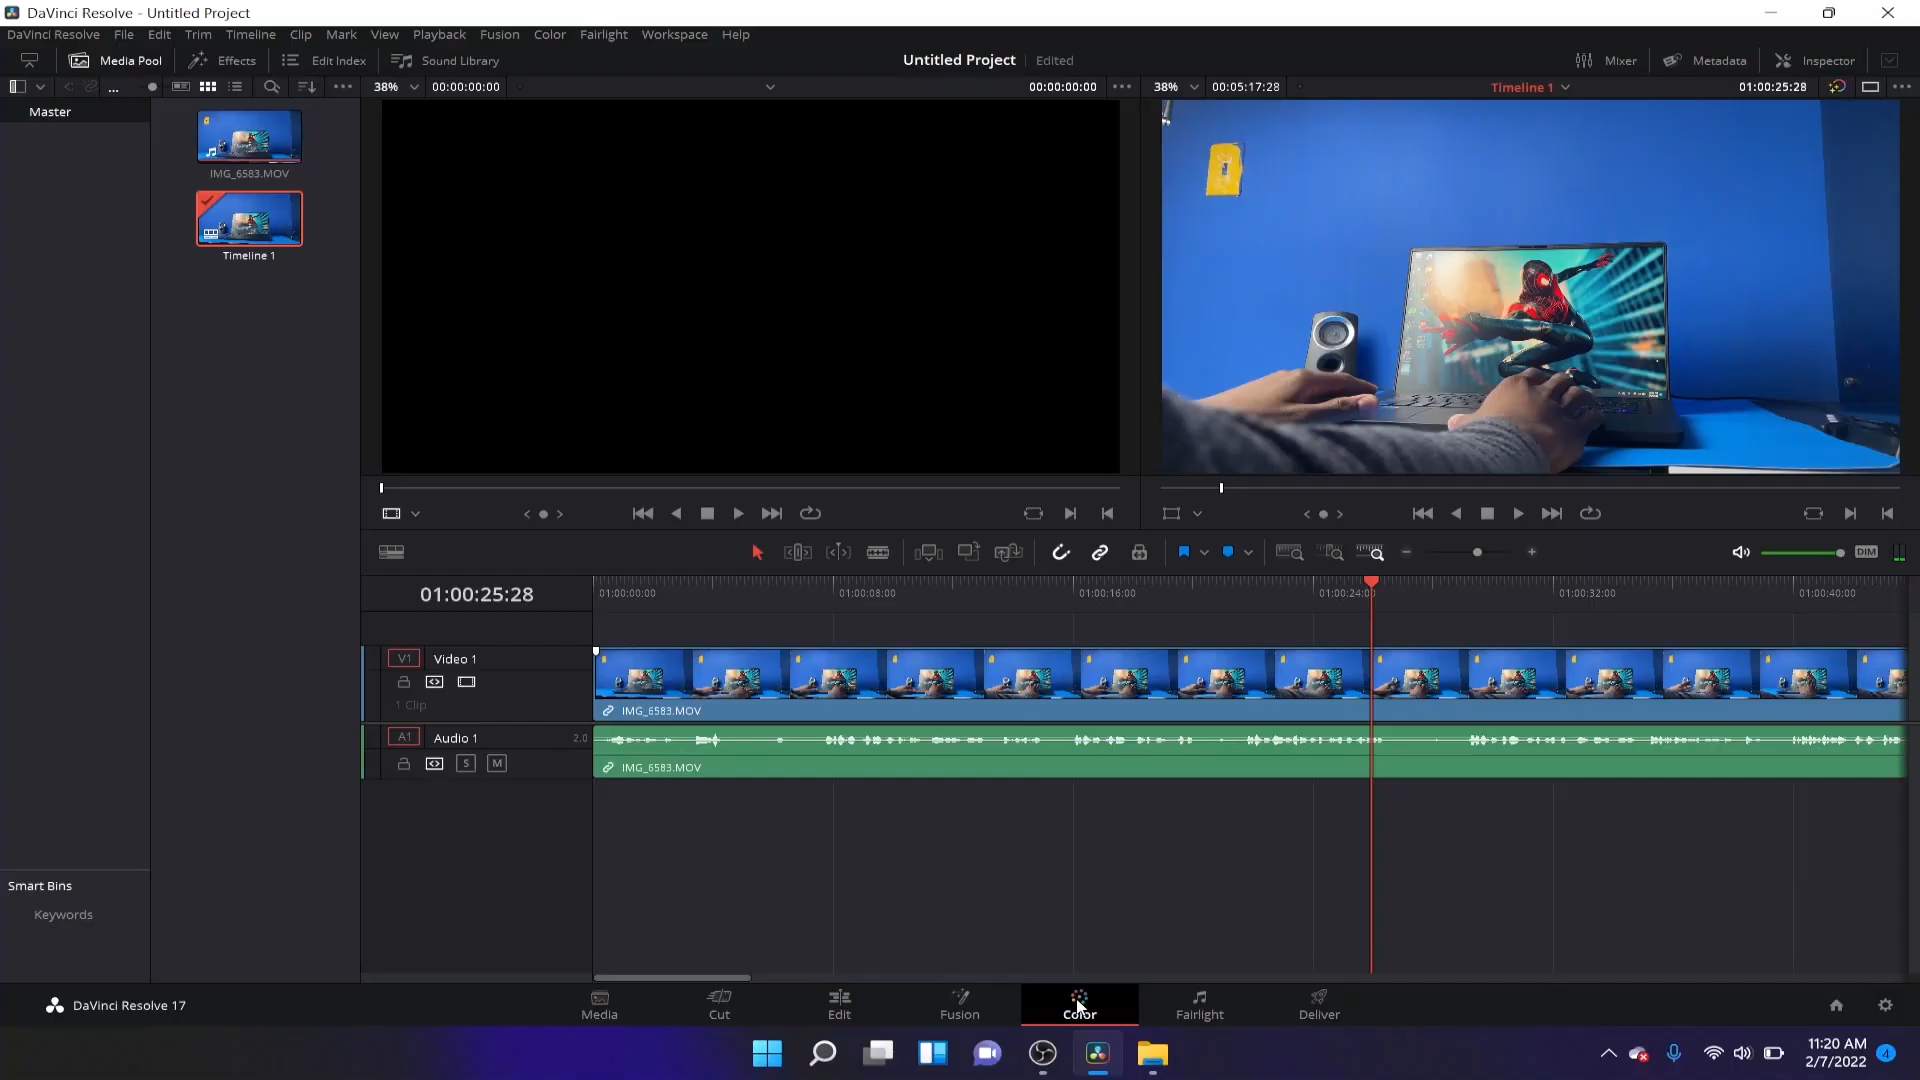 DaVinci Resolve - Untitled Project
DaVinci Resolve File Edit Trim Timeline Clip Mark View Playback Fusion Color Fairlight Workspace Help
Media Pool Effects Edit Index Sound Library Untitled Project Edited Mixer Metadata Inspector
... 38% 00:00:00:00 00:00:00:00 38% 00:05:17:28 Timeline 1 01:00:25:28
Master
IMG_6583.MOV
Timeline 1
DIM
01:00:25:28 01:00:00:00 01:00:08:00 01:00:16:00 01:00:24:00 01:00:32:00 01:00:40:00
V1 Video 1
1 Clip
IMG_6583.MOV
A1 Audio 1 2.0
S M
IMG_6583.MOV
Smart Bins
Keywords
DaVinci Resolve 17
Media Cut Edit Fusion Color Fairlight Deliver
11:20 AM
2/7/2022
4